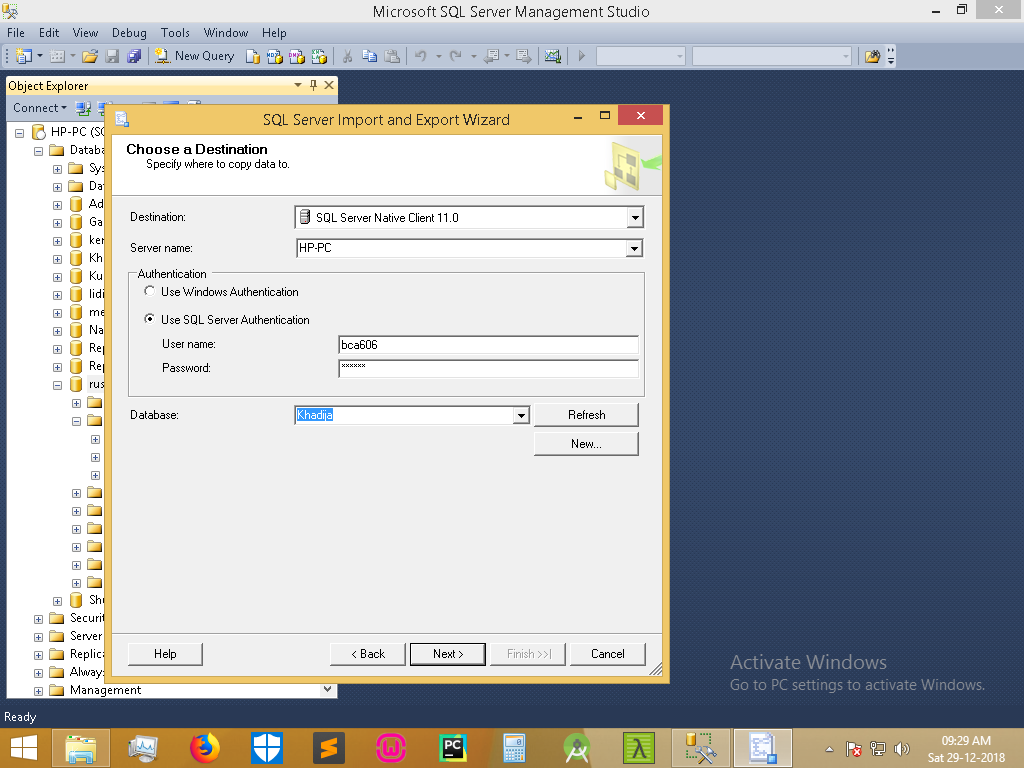 Microsoft SQL Server Management Studio
File Edit View Debug Tools Window Help
New Query
Object Explorer
Connect
HP-PC (SQ
Databa
Sys
Da
Ad
Ga
ker
Kh
Ku
lidi
me
Na
Rep
Rep
rus
Sh
Securit
Server
Replica
Always
Management
SQL Server Import and Export Wizard
Choose a Destination
Specify where to copy data to.
Destination: SQL Server Native Client 11.0
Server name: HP-PC
Authentication
Use Windows Authentication
Use SQL Server Authentication
User name: bca606
Password: ******
Database: Khadija Refresh
New...
Help < Back Next > Finish >>| Cancel
Activate Windows
Go to PC settings to activate Windows.
Ready
PC
09:29 AM
Sat 29-12-2018